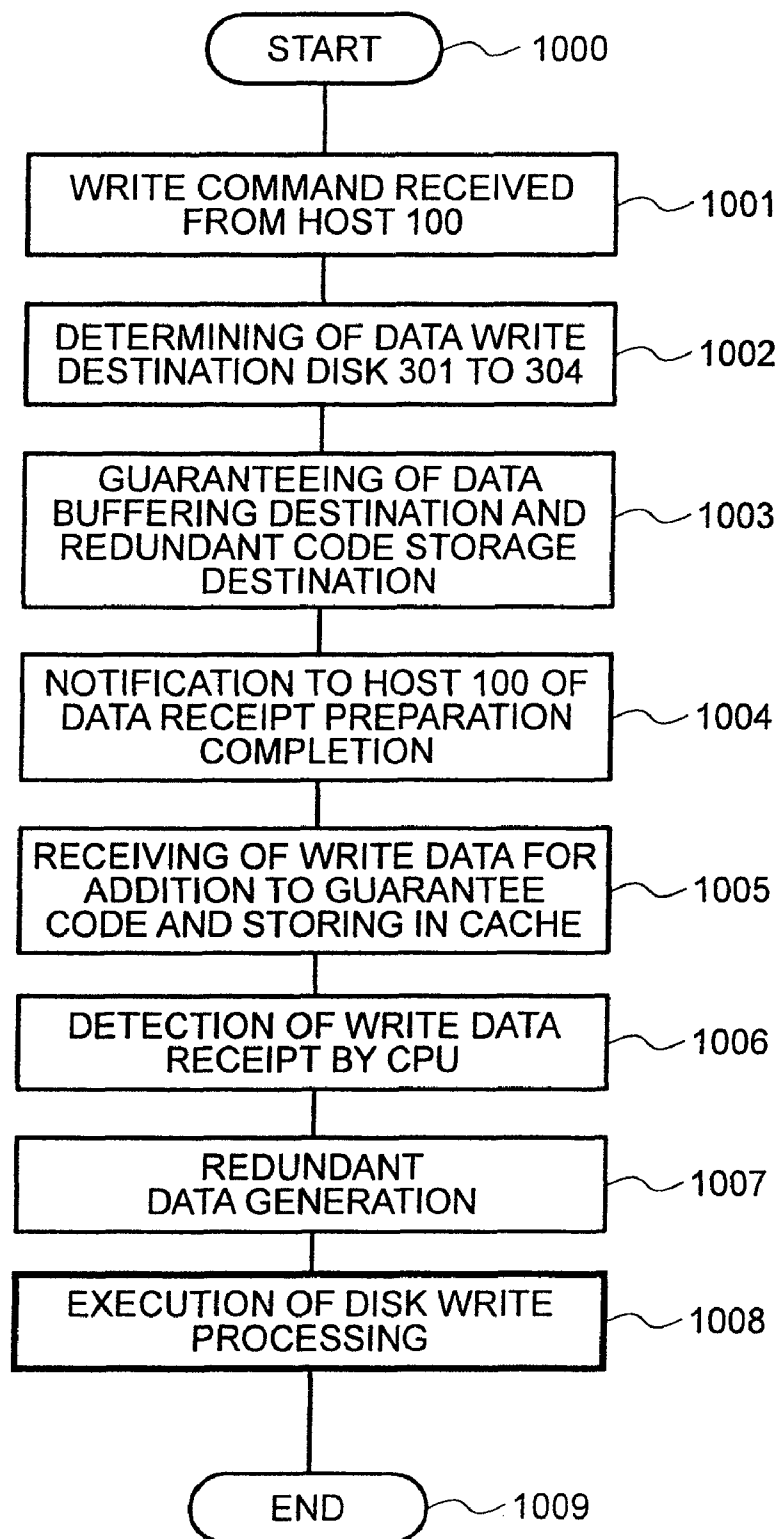 START
1000
WRITE COMMAND RECEIVED
FROM HOST 100
1001
DETERMINING OF DATA WRITE
DESTINATION DISK 301 TO 304
1002
GUARANTEEING OF DATA
BUFFERING DESTINATION AND
REDUNDANT CODE STORAGE
DESTINATION
1003
NOTIFICATION TO HOST 100 OF
DATA RECEIPT PREPARATION
COMPLETION
1004
RECEIVING OF WRITE DATA FOR
ADDITION TO GUARANTEE
CODE AND STORING IN CACHE
1005
DETECTION OF WRITE DATA
RECEIPT BY CPU
1006
REDUNDANT
DATA GENERATION
1007
EXECUTION OF DISK WRITE
PROCESSING
1008
END
1009